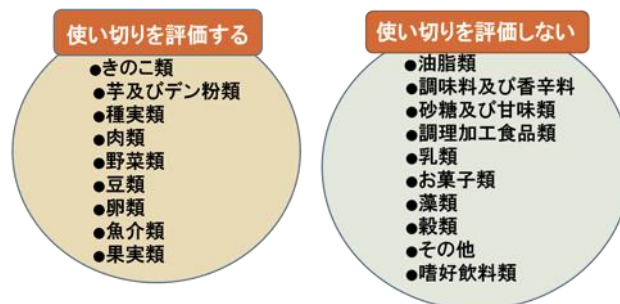 使い切りを評価する
●きのこ類
●芋及びデン粉類
●種実類
●肉類
●野菜類
●豆類
●卵類
●魚介類
●果実類
使い切りを評価しない
●油脂類
●調味料及び香辛料
●砂糖及び甘味類
●調理加工食品類
●乳類
●お菓子類
●藻類
●穀類
●その他
●嗜好飲料類